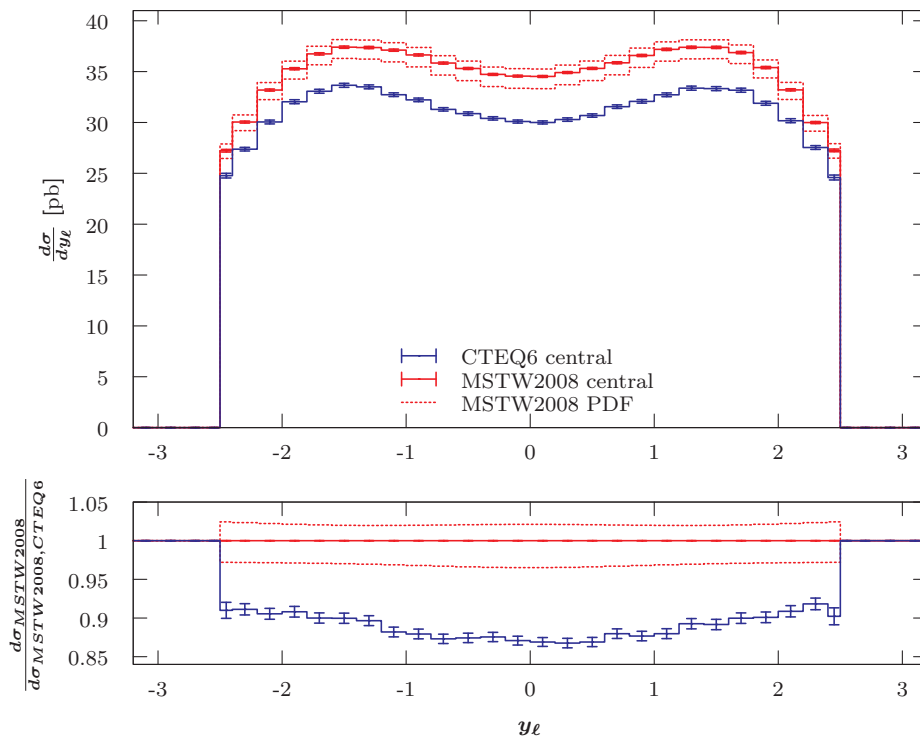 40
35
30
25
20
15
10
5
0
dσ/dyℓ [pb]
CTEQ6 central
MSTW2008 central
MSTW2008 PDF
-3 -2 -1 0 1 2 3
1.05
1
0.95
0.9
0.85
dσMSTW2008/dσMSTW2008,CTEQ6
-3 -2 -1 0 1 2 3
yℓ